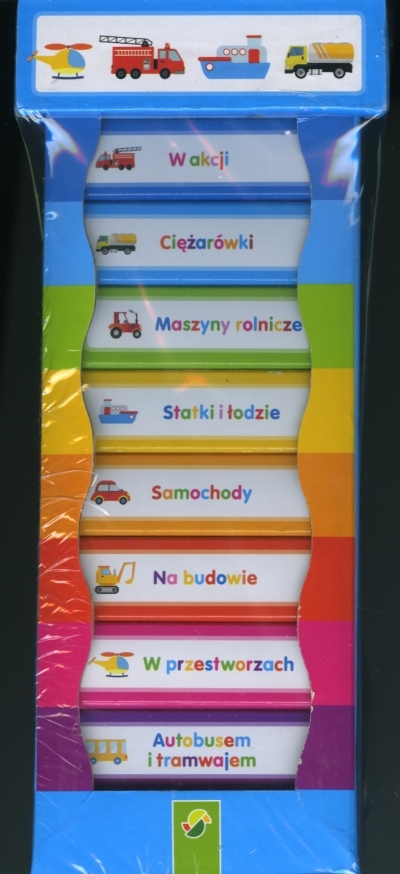 W akcji
Ciężarówki
Maszyny rolnicze
Statki i łodzie
Samochody
Na budowie
W przestworzach
Autobusem
i tramwajem